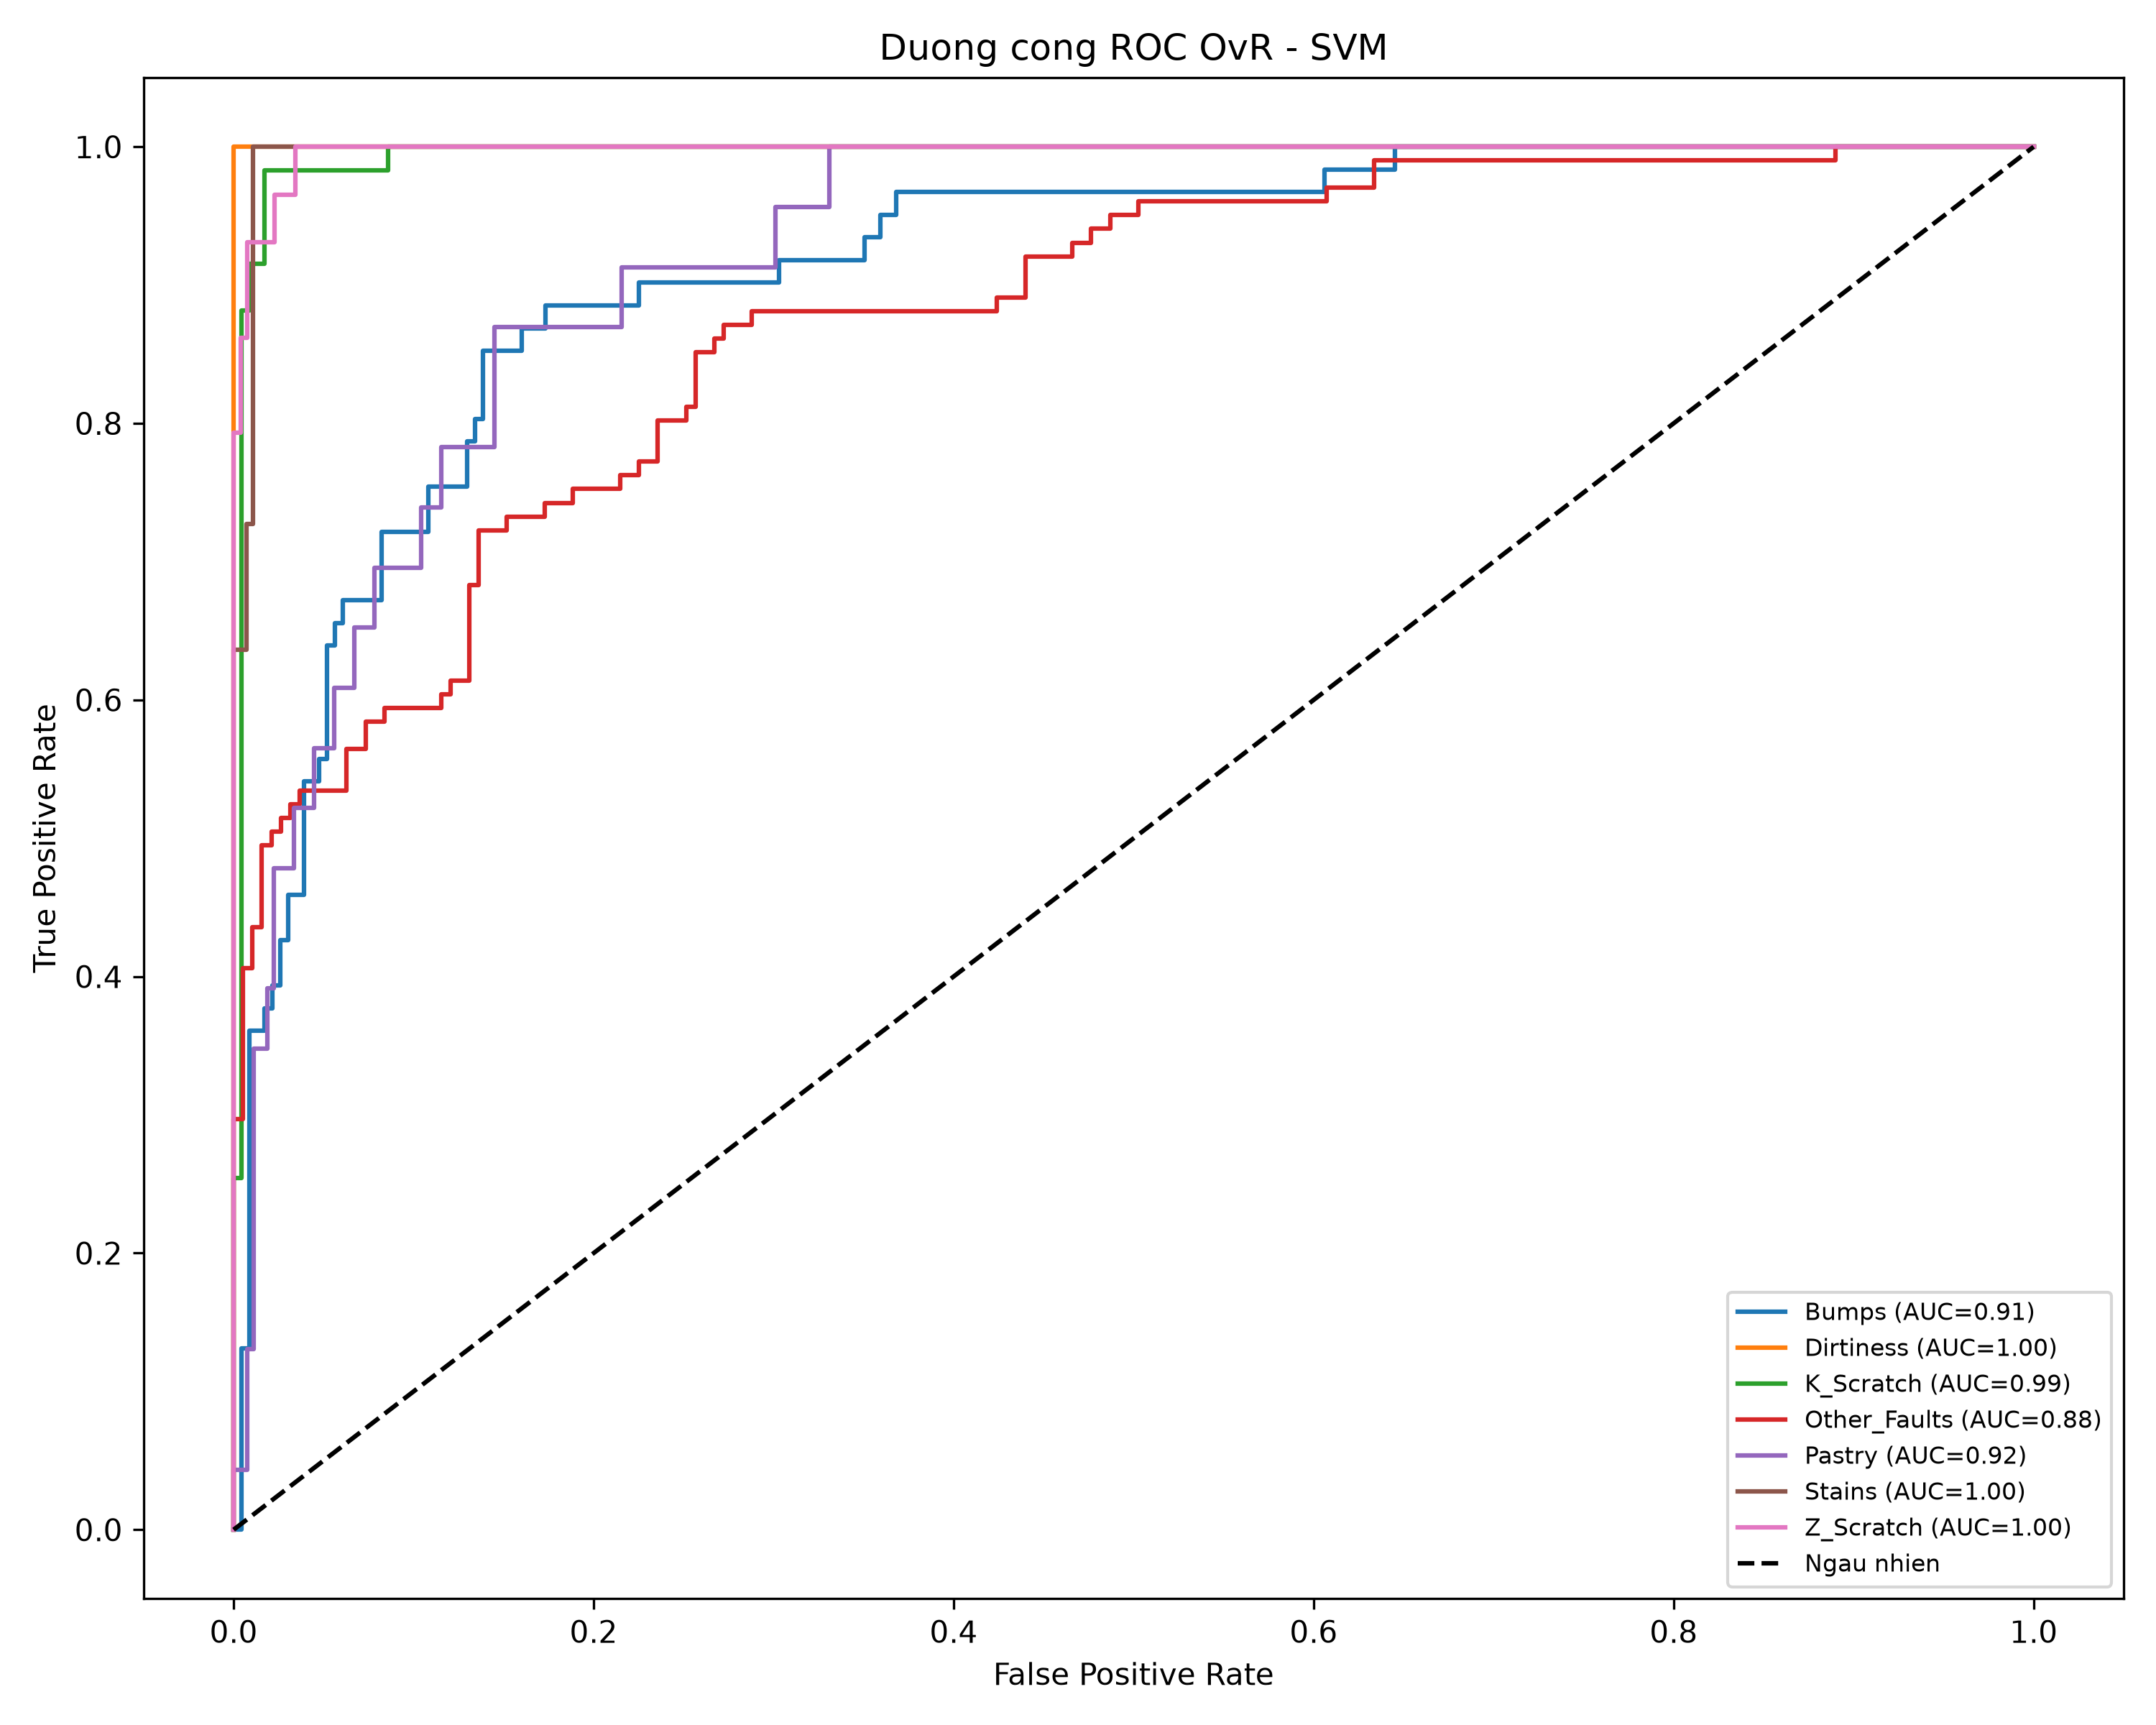 Duong cong ROC OvR - SVM
True Positive Rate
1.0
0.8
0.6
0.4
0.2
0.0
0.0 0.2 0.4 0.6 0.8 1.0
False Positive Rate
Bumps (AUC=0.91)
Dirtiness (AUC=1.00)
K_Scratch (AUC=0.99)
Other_Faults (AUC=0.88)
Pastry (AUC=0.92)
Stains (AUC=1.00)
Z_Scratch (AUC=1.00)
Ngau nhien